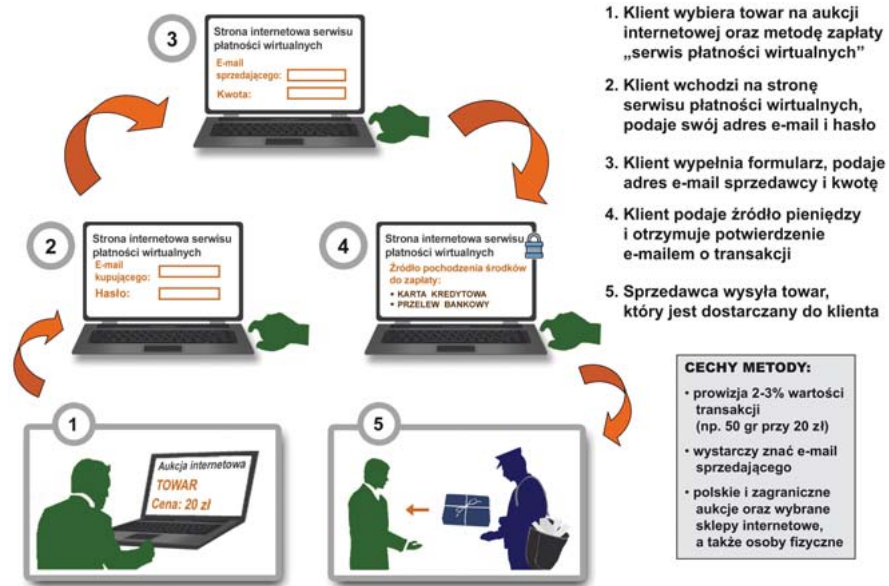 3
Strona internetowa serwisu
płatności wirtualnych
E-mail
sprzedającego:
Kwota:
2
Strona internetowa serwisu
płatności wirtualnych
E-mail
kupującego:
Hasło:
4
Strona internetowa serwisu
płatności wirtualnych
Źródło pochodzenia środków
do zapłaty:
• KARTA KREDYTOWA
• PRZELEW BANKOWY
1
Aukcja internetowa
TOWAR
Cena: 20 zł
5
1. Klient wybiera towar na aukcji
internetowej oraz metodę zapłaty
„serwis płatności wirtualnych”
2. Klient wchodzi na stronę
serwisu płatności wirtualnych,
podaje swój adres e-mail i hasło
3. Klient wypełnia formularz, podaje
adres e-mail sprzedawcy i kwotę
4. Klient podaje źródło pieniędzy
i otrzymuje potwierdzenie
e-mailem o transakcji
5. Sprzedawca wysyła towar,
który jest dostarczany do klienta
CECHY METODY:
• prowizja 2-3% wartości
transakcji
(np. 50 gr przy 20 zł)
• wystarczy znać e-mail
sprzedającego
• polskie i zagraniczne
aukcje oraz wybrane
sklepy internetowe,
a także osoby fizyczne